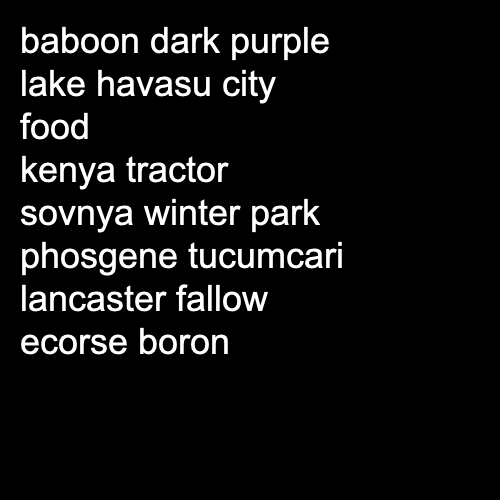 baboon dark purple
lake havasu city
food
kenya tractor
sovnya winter park
phosgene tucumcari
lancaster fallow
ecorse boron